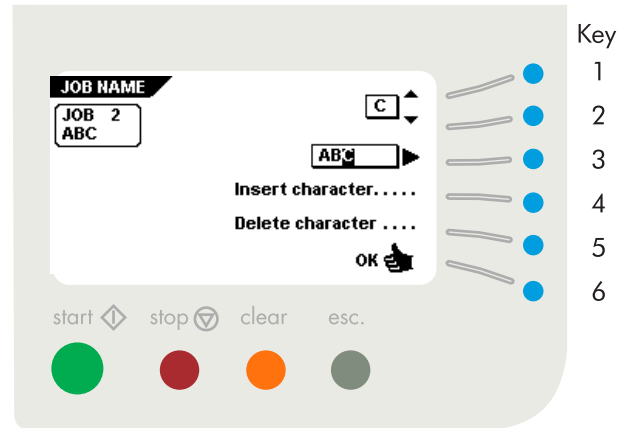 Key
JOB NAME
1
C
JOB 2
2
ABC
ABC
3
Insert character.....
4
Delete character ....
5
OK
6
start stop clear esc.